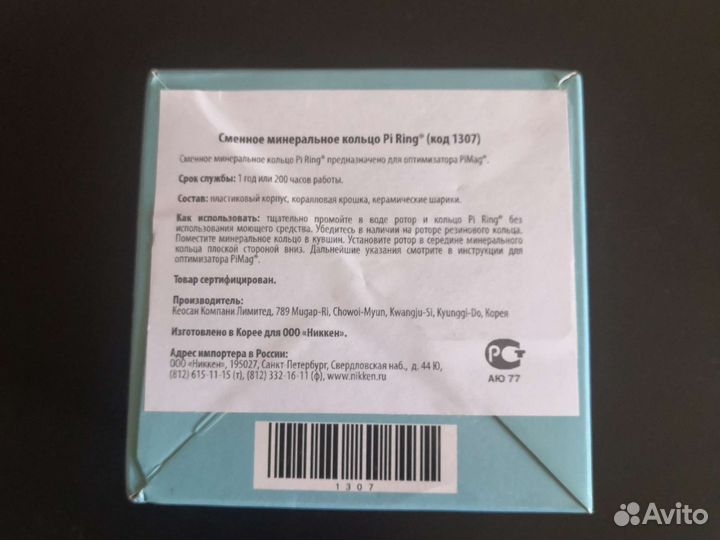 Сменное минеральное кольцо Pi Ring® (код 1307)
Сменное минеральное кольцо Pi Ring® предназначено для оптимизатора PiMag®.
Срок службы: 1 год или 200 часов работы.
Состав: пластиковый корпус, коралловая крошка, керамические шарики.
Как использовать: тщательно промойте в воде ротор и кольцо Pi Ring® без
использования моющего средства. Убедитесь в наличии на роторе резинового кольца.
Поместите минеральное кольцо в кувшин. Установите ротор в середине минерального
кольца плоской стороной вниз. Дальнейшие указания смотрите в инструкции для
оптимизатора PiMag®.
Товар сертифицирован.
Производитель:
Кеосан Компани Лимитед, 789 Mugap-Ri, Chowoi-Myun, Kwangju-Si, Kyunggi-Do, Корея
Изготовлено в Корее для ООО «Никкен».
Адрес импортера в России:
ООО «Никкен», 195027, Санкт-Петербург, Свердловская наб., д. 44 Ю,
(812) 615-11-15 (т), (812) 332-16-11 (ф), www.nikken.ru
РСТ
АЮ 77
1307
Avito